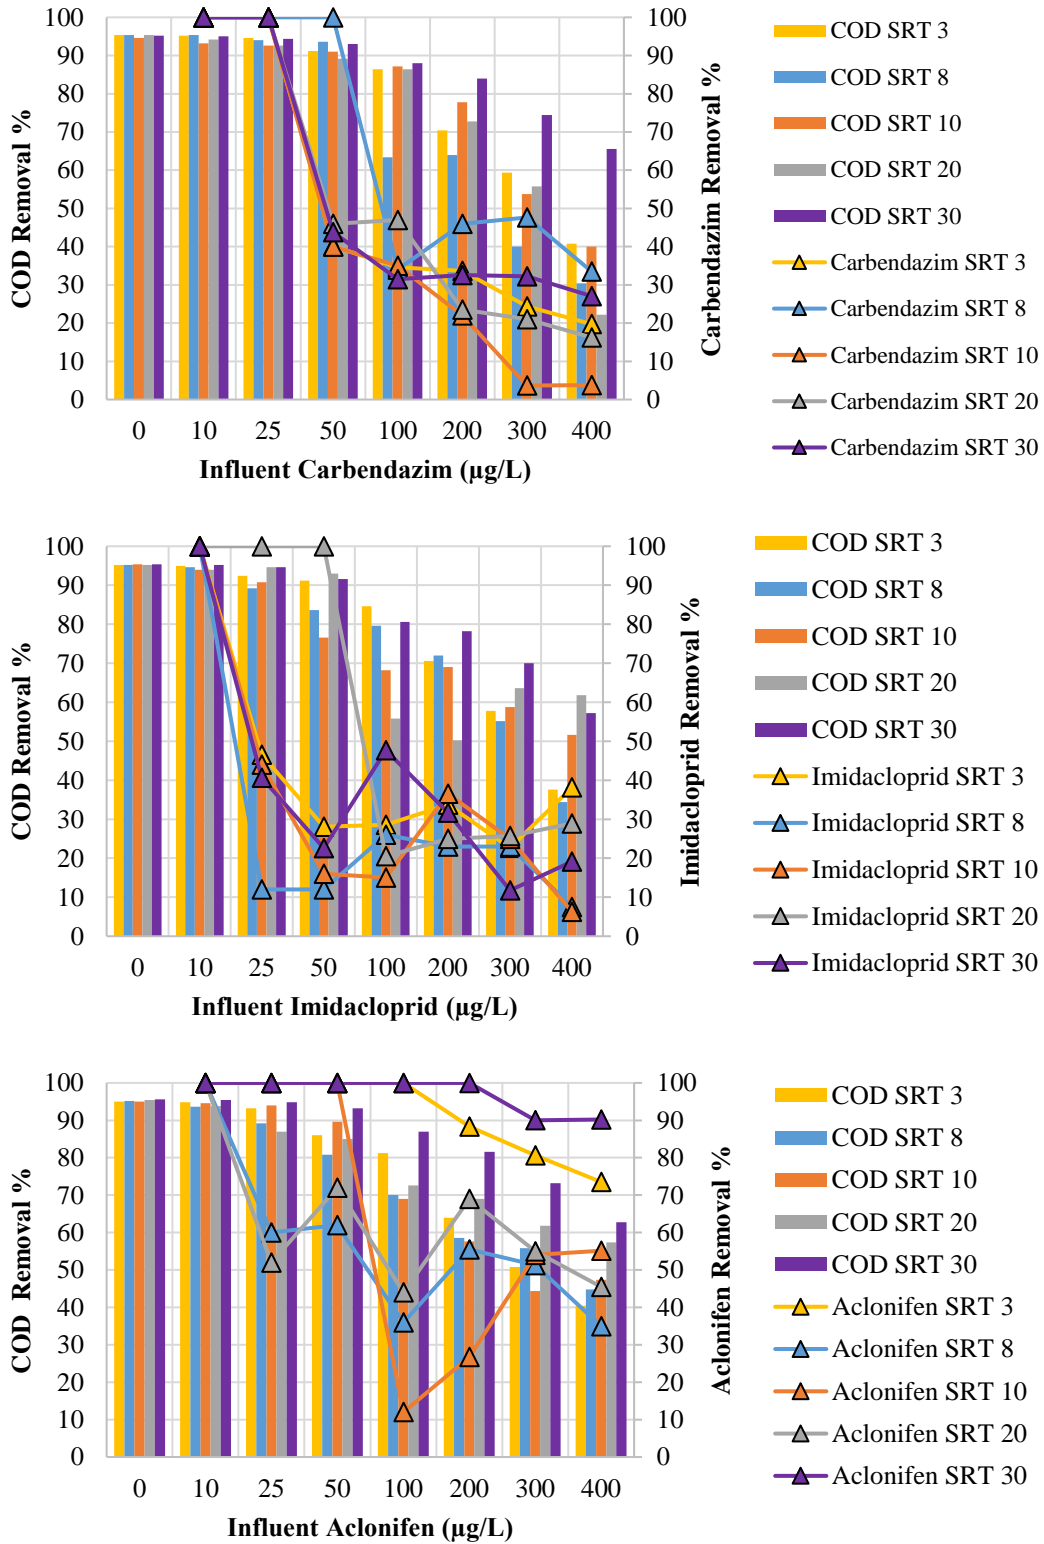 COD Removal %
100
90
80
70
60
50
40
30
20
10
0
0 10 25 50 100 200 300 400
Influent Carbendazim (µg/L)
100
90
80
70
60
50
40
30
20
10
0
Carbendazim Removal %
COD SRT 3
COD SRT 8
COD SRT 10
COD SRT 20
COD SRT 30
Carbendazim SRT 3
Carbendazim SRT 8
Carbendazim SRT 10
Carbendazim SRT 20
Carbendazim SRT 30
COD Removal %
100
90
80
70
60
50
40
30
20
10
0
0 10 25 50 100 200 300 400
Influent Imidacloprid (µg/L)
100
90
80
70
60
50
40
30
20
10
0
Imidacloprid Removal %
COD SRT 3
COD SRT 8
COD SRT 10
COD SRT 20
COD SRT 30
Imidacloprid SRT 3
Imidacloprid SRT 8
Imidacloprid SRT 10
Imidacloprid SRT 20
Imidacloprid SRT 30
COD Removal %
100
90
80
70
60
50
40
30
20
10
0
0 10 25 50 100 200 300 400
Influent Aclonifen (µg/L)
100
90
80
70
60
50
40
30
20
10
0
Aclonifen Removal %
COD SRT 3
COD SRT 8
COD SRT 10
COD SRT 20
COD SRT 30
Aclonifen SRT 3
Aclonifen SRT 8
Aclonifen SRT 10
Aclonifen SRT 20
Aclonifen SRT 30